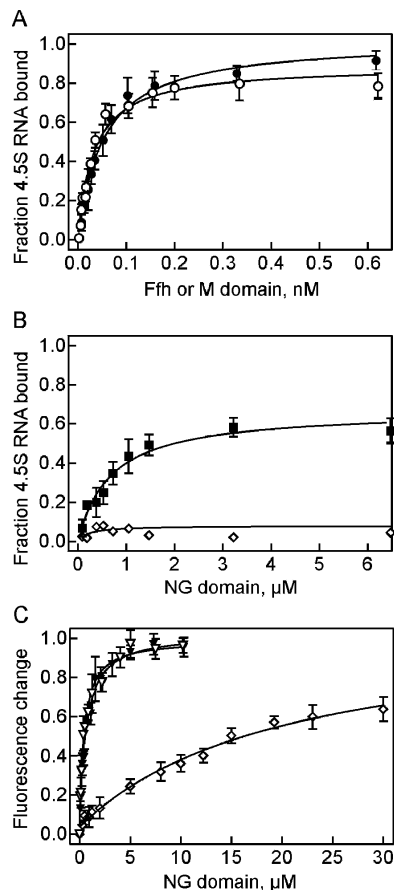 A
Fraction 4.5S RNA bound
1.0
0.8
0.6
0.4
0.2
0.0
0.0 0.1 0.2 0.3 0.4 0.5 0.6
Ffh or M domain, nM
B
Fraction 4.5S RNA bound
1.0
0.8
0.6
0.4
0.2
0.0
0 1 2 3 4 5 6
NG domain, µM
C
Fluorescence change
1.0
0.8
0.6
0.4
0.2
0.0
0 5 10 15 20 25 30
NG domain, µM